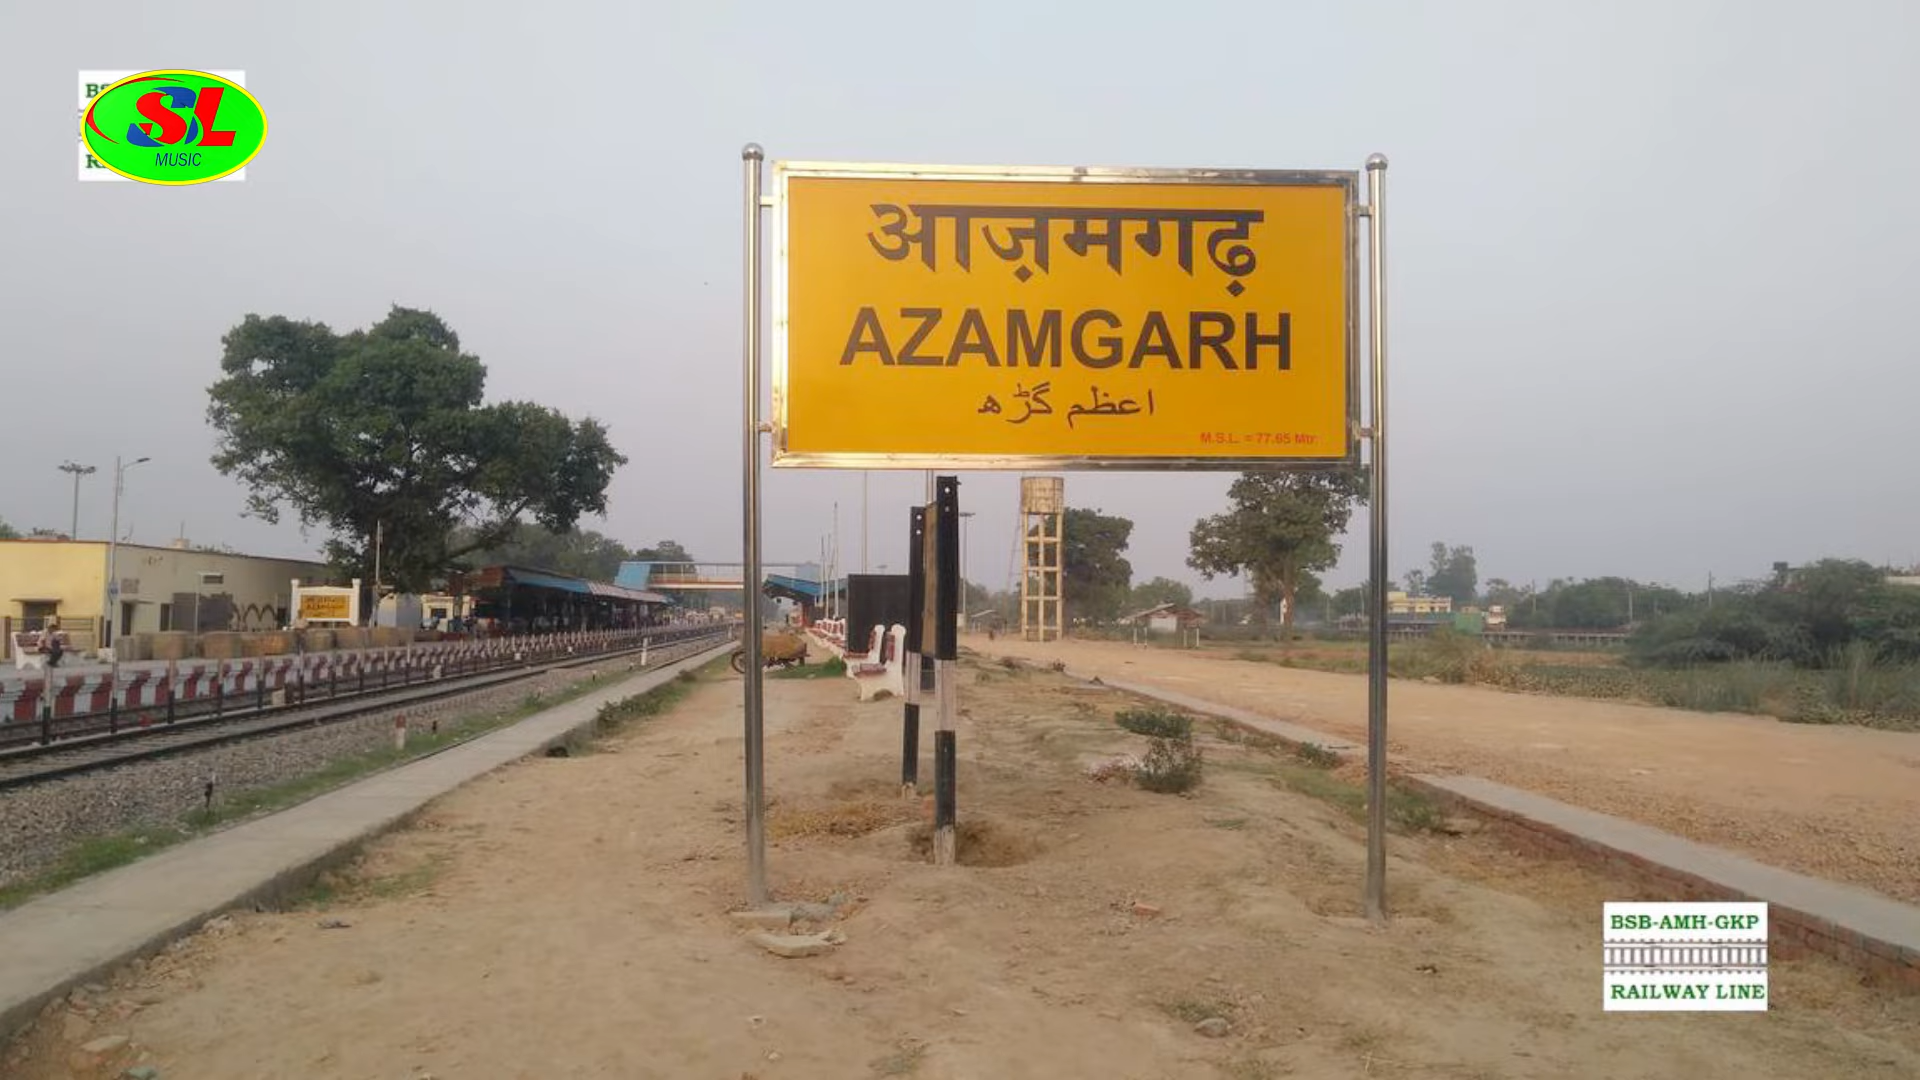 SL
MUSIC
आज़मगढ़
AZAMGARH
اعظم گڑھ
M.S.L. = 77.65 Mtr.
BSB-AMH-GKP
RAILWAY LINE